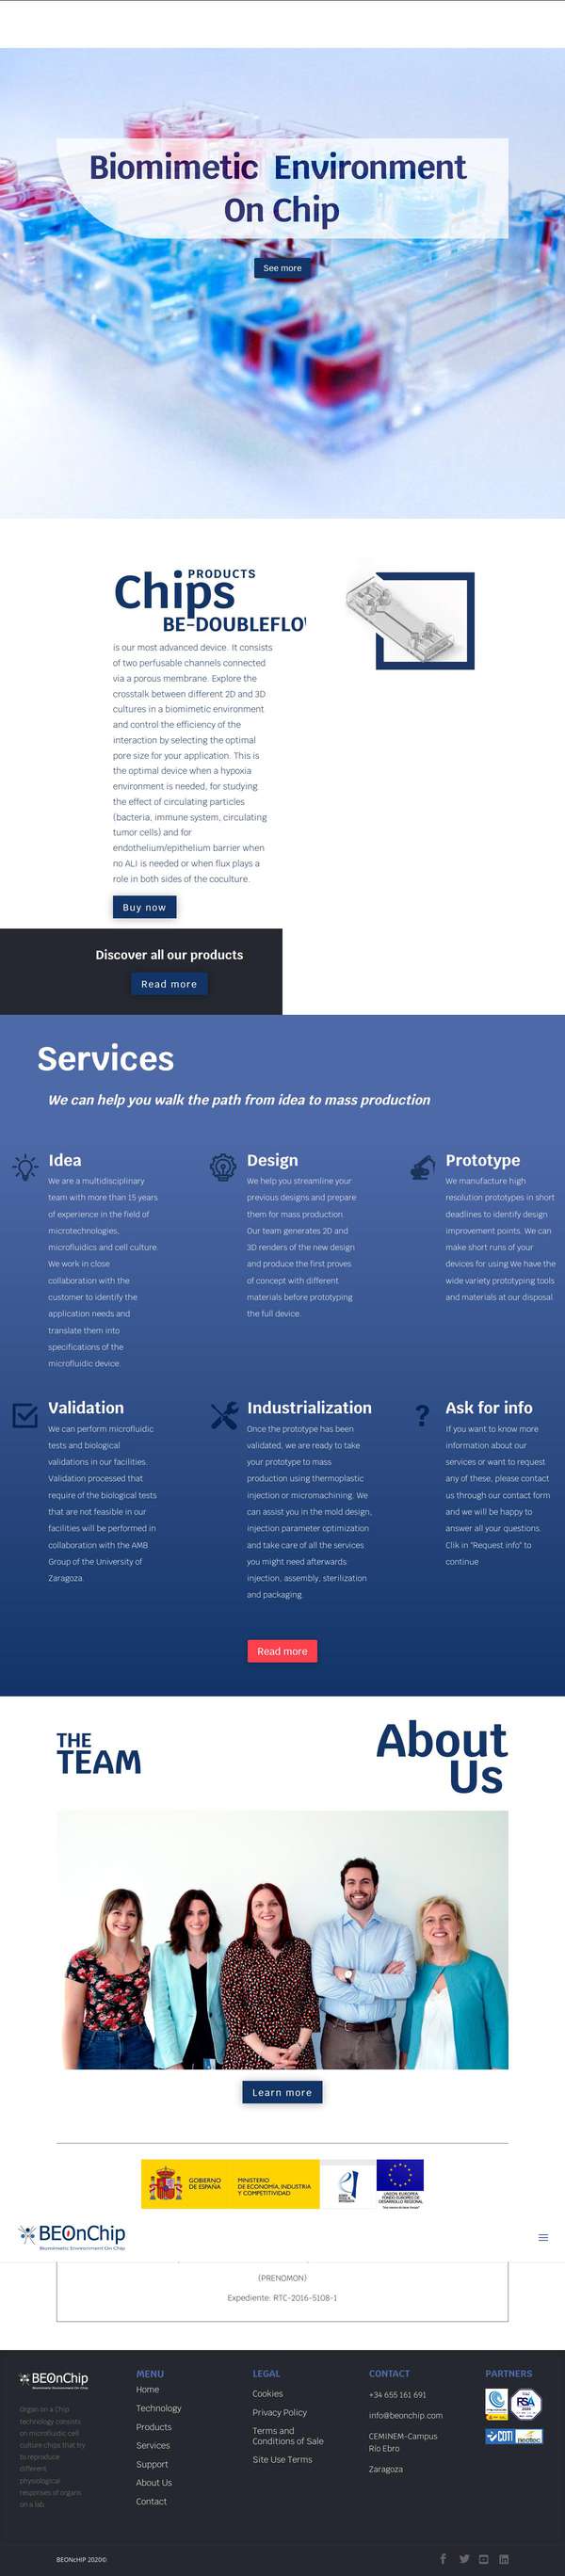 Biomimetic Environment
On Chip
See more
PRODUCTS
Chips
BE-DOUBLEFLO
is our most advanced device. It consists
of two perfusable channels connected
via a porous membrane. Explore the
crosstalk between different 2D and 3D
cultures in a biomimetic environment
and control the efficiency of the
interaction by selecting the optimal
pore size for your application. This is
the optimal device when a hypoxia
environment is needed, for studying
the effect of circulating particles
(bacteria, immune system, circulating
tumor cells) and for
endothelium/epithelium barrier when
no ALI is needed or when flux plays a
role in both sides of the coculture.
Buy now
Discover all our products
Read more
Services
We can help you walk the path from idea to mass production
Idea
We are a multidisciplinary
team with more than 15 years
of experience in the field of
microtechnologies,
microfluidics and cell culture.
We work in close
collaboration with the
customer to identify the
application needs and
translate them into
specifications of the
microfluidic device.
Design
We help you streamline your
previous designs and prepare
them for mass production.
Our team generates 2D and
3D renders of the new design
and produce the first proves
of concept with different
materials before prototyping
the full device.
Prototype
We manufacture high
resolution prototypes in short
deadlines to identify design
improvement points. We can
make short runs of your
devices for using We have the
wide variety prototyping tools
and materials at our disposal
Validation
We can perform microfluidic
tests and biological
validations in our facilities.
Validation processed that
require of the biological tests
that are not feasible in our
facilities will be performed in
collaboration with the AMB
Group of the University of
Zaragoza.
Industrialization
Once the prototype has been
validated, we are ready to take
your prototype to mass
production using thermoplastic
injection or micromachining. We
can assist you in the mold design,
injection parameter optimization
and take care of all the services
you might need afterwards
injection, assembly, sterilization
and packaging.
Ask for info
If you want to know more
information about our
services or want to request
any of these, please contact
us through our contact form
and we will be happy to
answer all your questions.
Clik in "Request info" to
continue
Read more
THE
TEAM
About
Us
Learn more
GOBIERNO
DE ESPAÑA
MINISTERIO
DE ECONOMÍA, INDUSTRIA
Y COMPETITIVIDAD
UNIÓN EUROPEA
FONDO EUROPEO DE
DESARROLLO REGIONAL
BEOnChip
Biomimetic Environment On Chip
(PRENOMON)
Expediente: RTC-2016-5108-1
BEOnChip
Biomimetic Environment On Chip
Organ on a Chip
technology consists
on microfluidic cell
culture chips that try
to reproduce
different
physiological
responses of organs
on a lab.
MENU
Home
Technology
Products
Services
Support
About Us
Contact
LEGAL
Cookies
Privacy Policy
Terms and
Conditions of Sale
Site Use Terms
CONTACT
+34 655 161 691
info@beonchip.com
CEMINEM-Campus
Río Ebro
Zaragoza
PARTNERS
RSA
CDTI
neotec
BEONcHIP 2020©